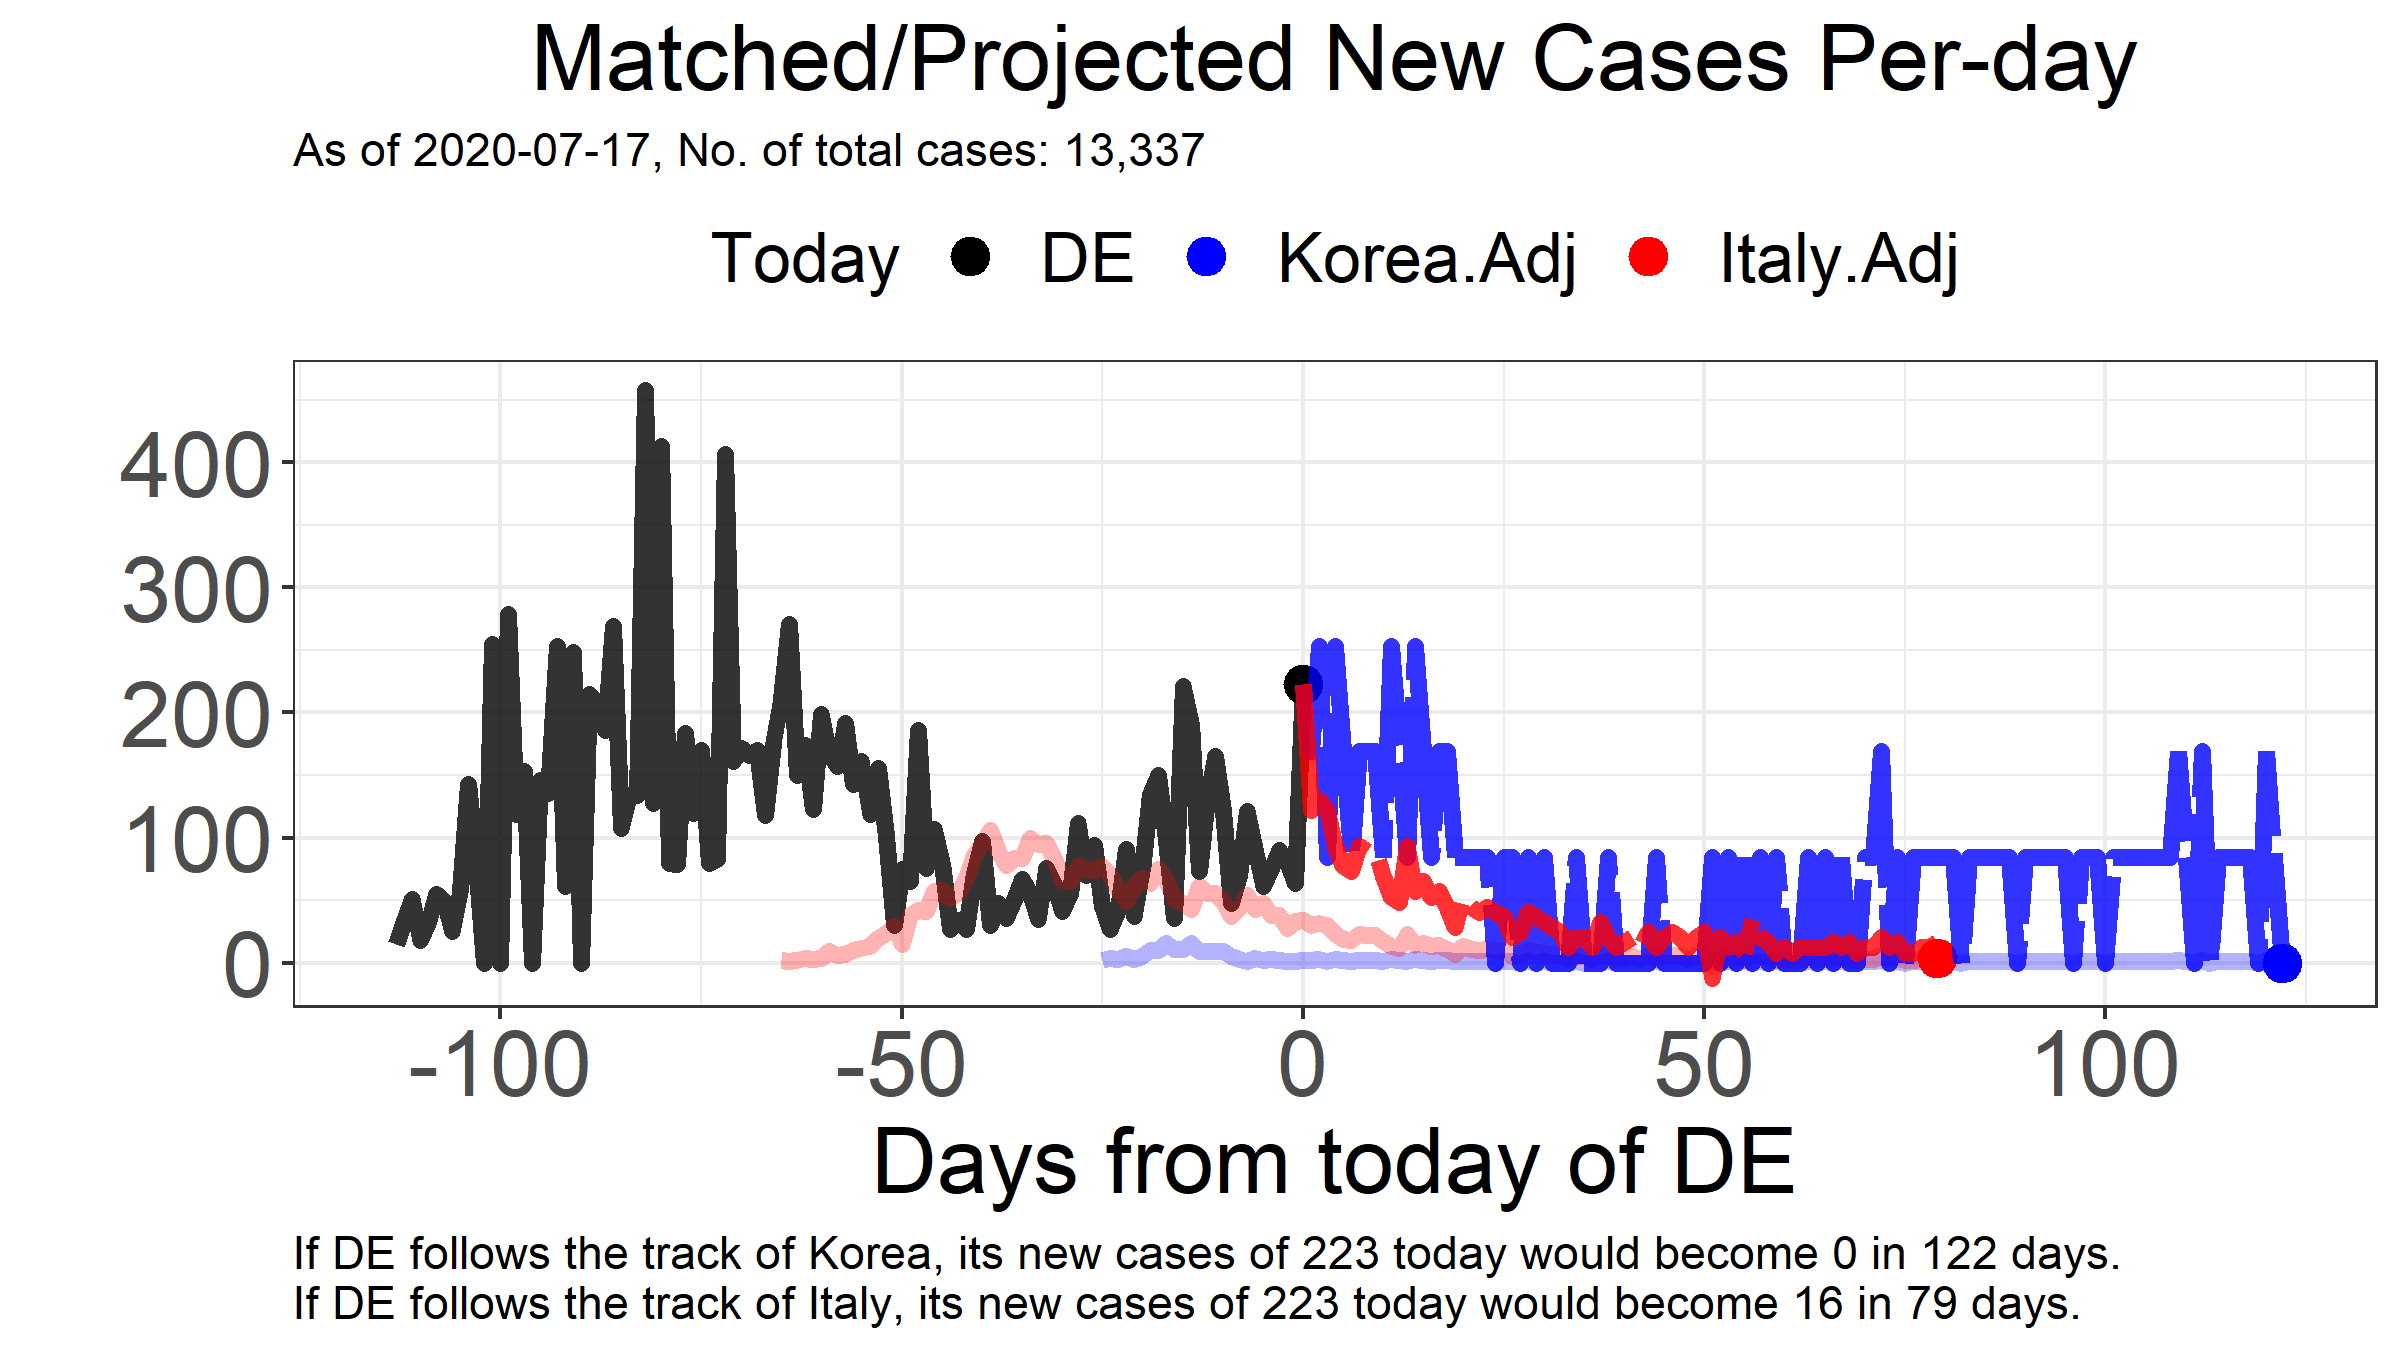 Matched/Projected New Cases Per-day
As of 2020-07-17, No. of total cases: 13,337
Today DE Korea.Adj Italy.Adj
400
300
200
100
0
-100 -50 0 50 100
Days from today of DE
If DE follows the track of Korea, its new cases of 223 today would become 0 in 122 days.
If DE follows the track of Italy, its new cases of 223 today would become 16 in 79 days.